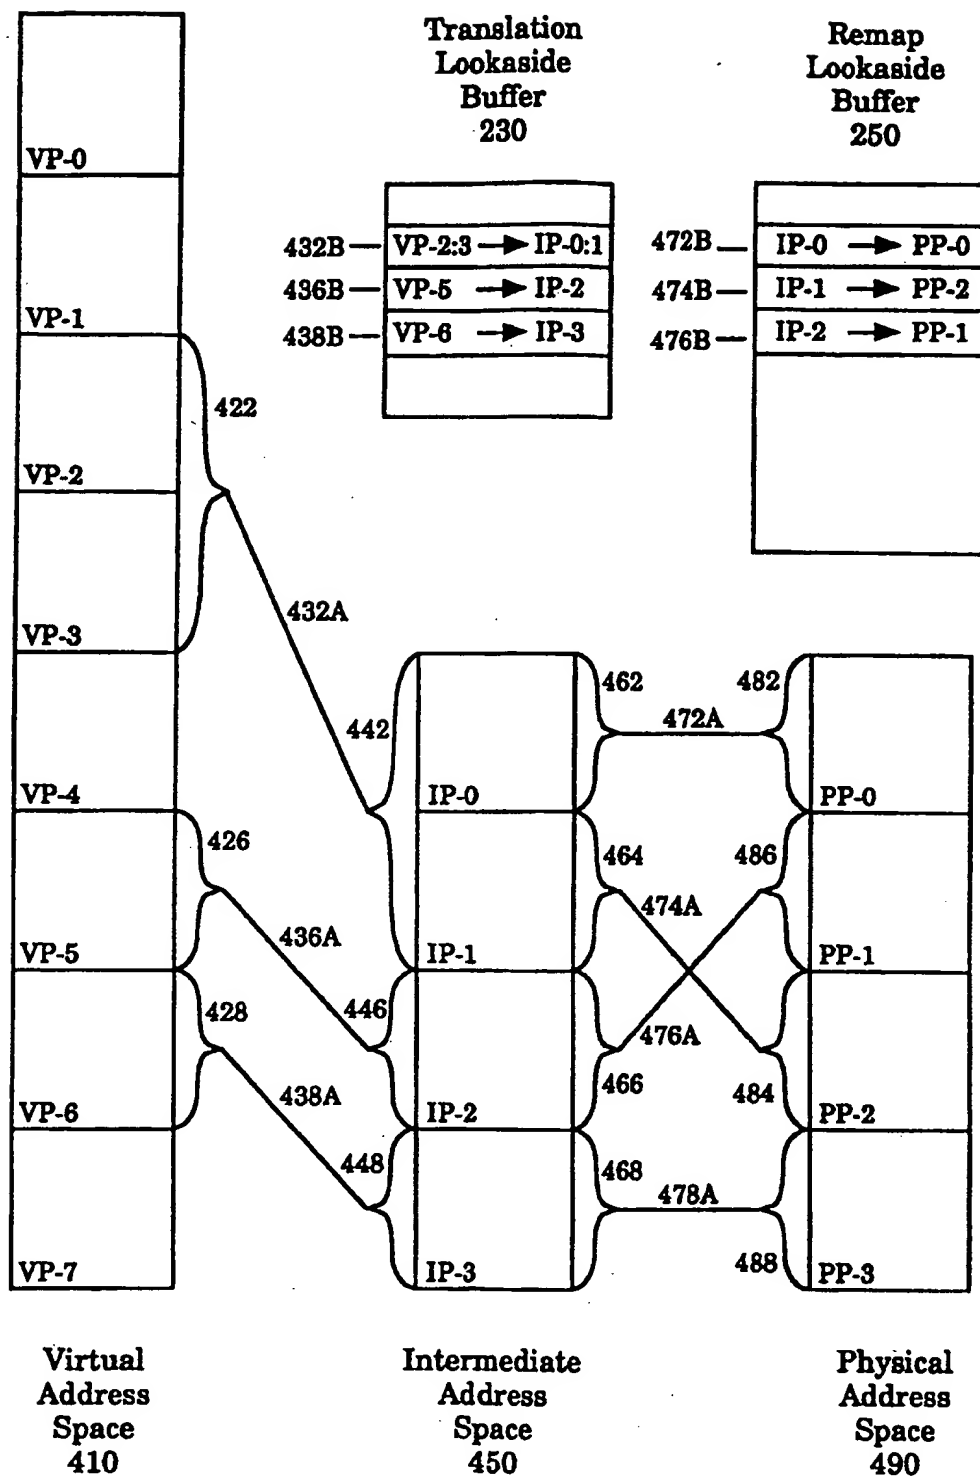 Translation
Lookaside
Buffer
230
Remap
Lookaside
Buffer
250
432B
VP-2:3 → IP-0:1
436B
VP-5 → IP-2
438B
VP-6 → IP-3
472B
IP-0 → PP-0
474B
IP-1 → PP-2
476B
IP-2 → PP-1
VP-0
VP-1
VP-2
VP-3
VP-4
VP-5
VP-6
VP-7
422
432A
442
426
436A
446
428
438A
448
IP-0
IP-1
IP-2
IP-3
462
472A
482
464
474A
486
476A
466
484
468
478A
488
PP-0
PP-1
PP-2
PP-3
Virtual
Address
Space
410
Intermediate
Address
Space
450
Physical
Address
Space
490